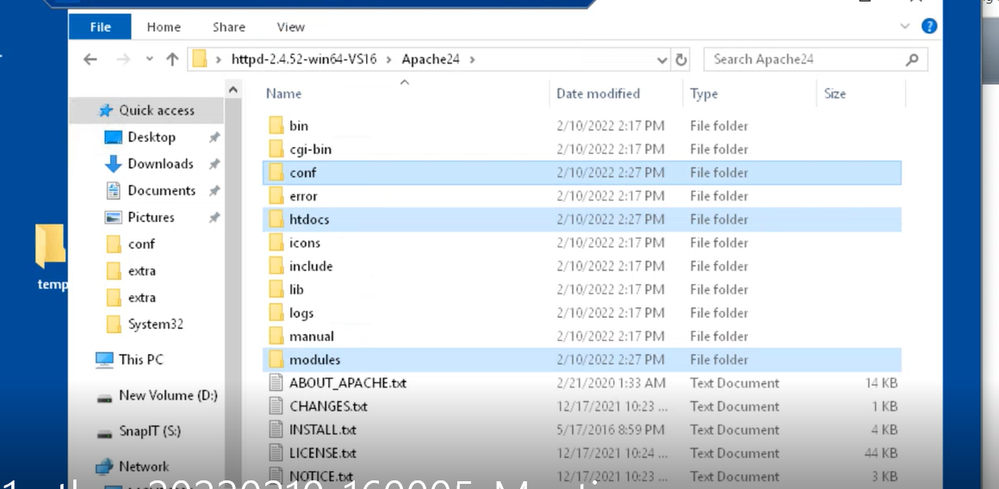 File Home Share View
httpd-2.4.52-win64-VS16 > Apache24 > Search Apache24
Name Date modified Type Size
Quick access
Desktop
Downloads
Documents
Pictures
conf
extra
extra
System32
This PC
New Volume (D:)
SnapIT (S:)
Network
temp
bin 2/10/2022 2:17 PM File folder
cgi-bin 2/10/2022 2:17 PM File folder
conf 2/10/2022 2:27 PM File folder
error 2/10/2022 2:17 PM File folder
htdocs 2/10/2022 2:27 PM File folder
icons 2/10/2022 2:17 PM File folder
include 2/10/2022 2:17 PM File folder
lib 2/10/2022 2:17 PM File folder
logs 2/10/2022 2:17 PM File folder
manual 2/10/2022 2:17 PM File folder
modules 2/10/2022 2:27 PM File folder
ABOUT_APACHE.txt 2/21/2020 1:33 AM Text Document 14 KB
CHANGES.txt 12/17/2021 10:23 ... Text Document 1 KB
INSTALL.txt 5/17/2016 8:59 PM Text Document 4 KB
LICENSE.txt 12/17/2021 10:24 ... Text Document 44 KB
NOTICE.txt 12/17/2021 10:23 ... Text Document 3 KB